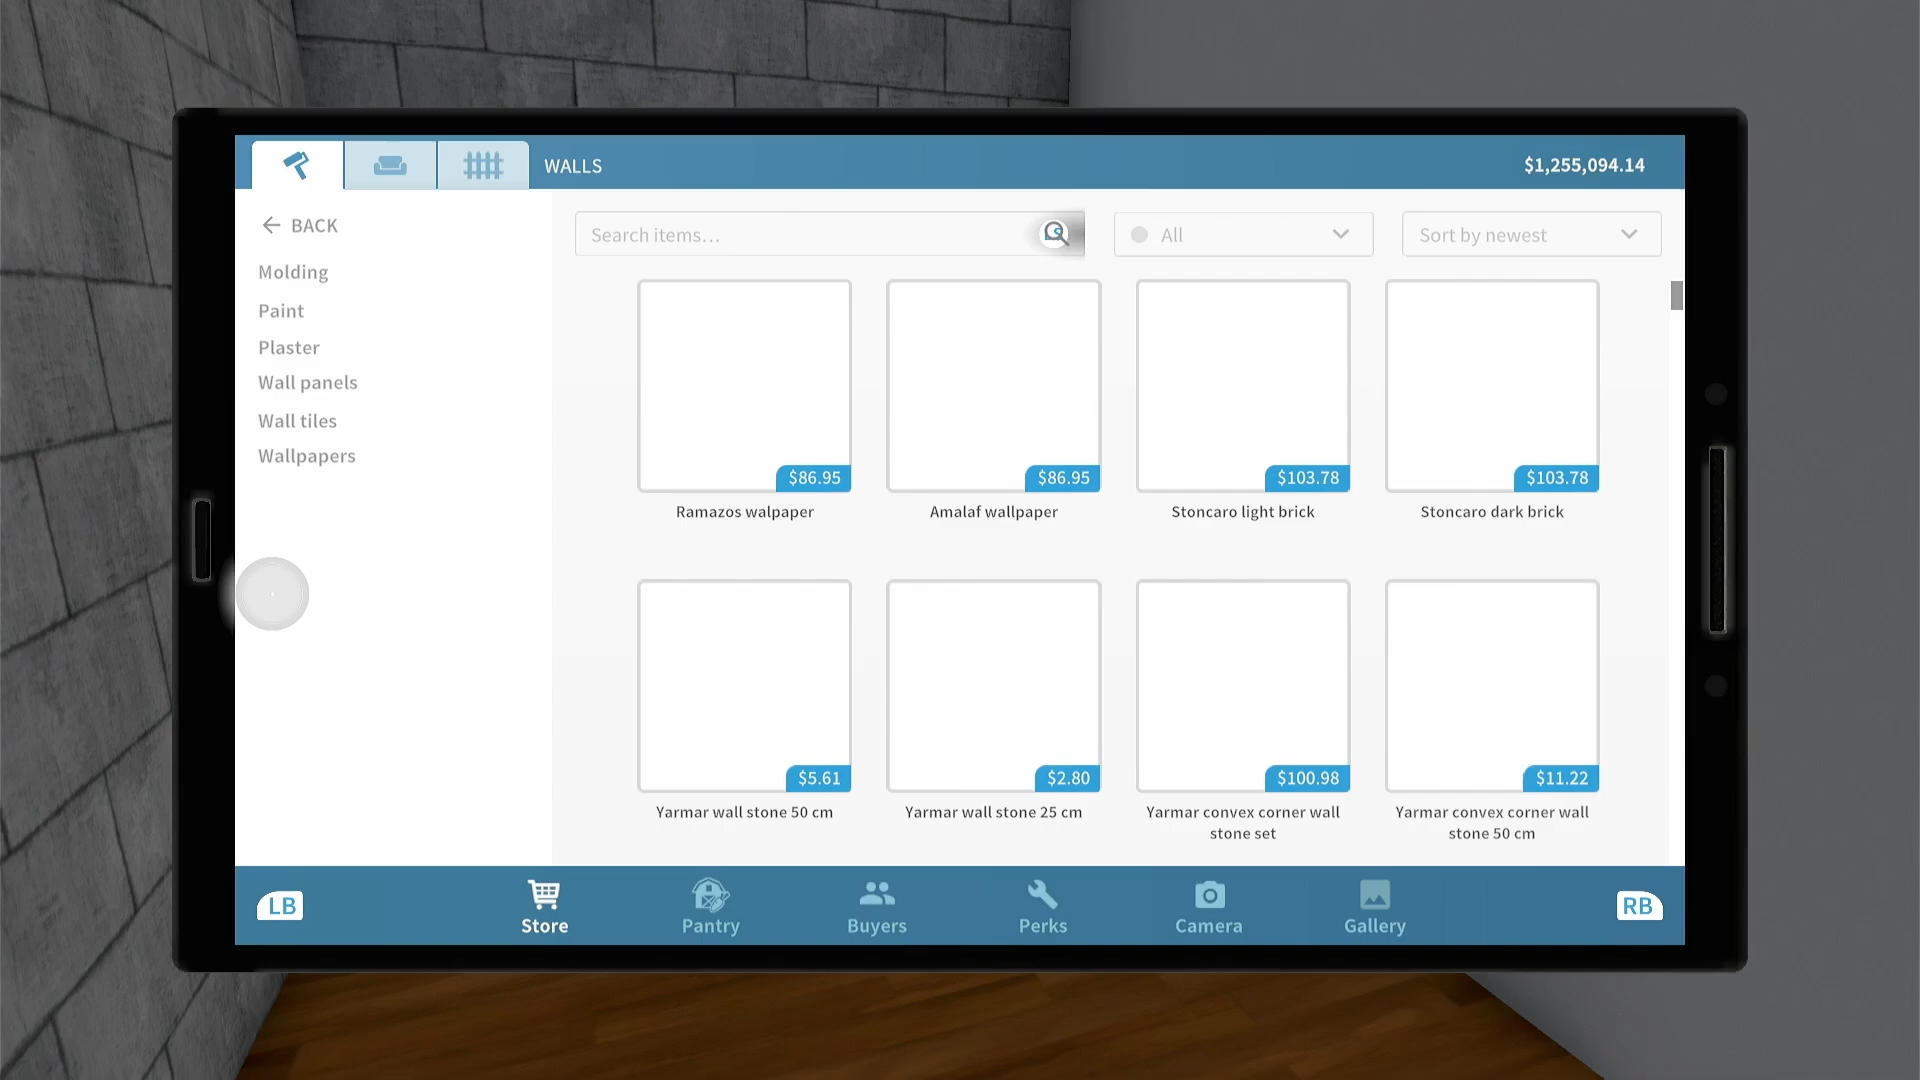 WALLS
$1,255,094.14
BACK
Molding
Paint
Plaster
Wall panels
Wall tiles
Wallpapers
Search items...
LS
All
Sort by newest
$86.95
$86.95
$103.78
$103.78
Ramazos walpaper
Amalaf wallpaper
Stoncaro light brick
Stoncaro dark brick
$5.61
$2.80
$100.98
$11.22
Yarmar wall stone 50 cm
Yarmar wall stone 25 cm
Yarmar convex corner wall
stone set
Yarmar convex corner wall
stone 50 cm
LB
Store
Pantry
Buyers
Perks
Camera
Gallery
RB